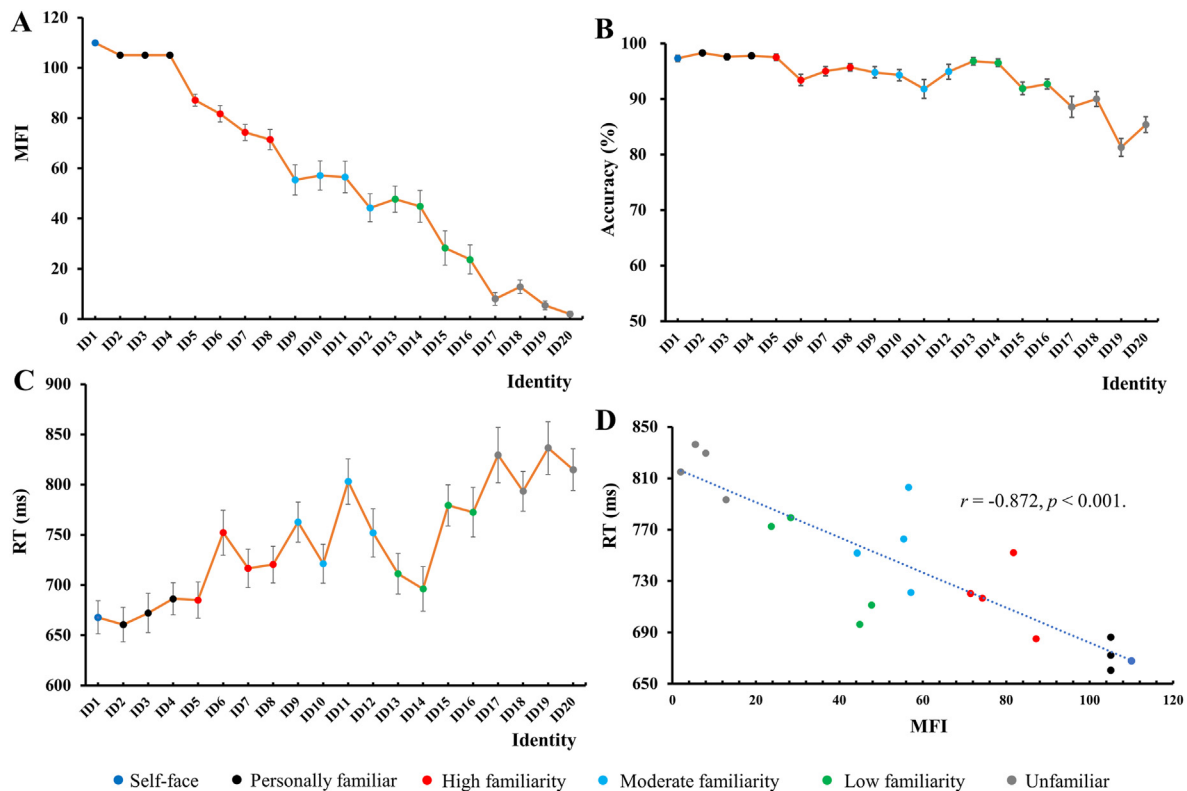 A
MFI
120
100
80
60
40
20
0
ID1 ID2 ID3 ID4 ID5 ID6 ID7 ID8 ID9 ID10 ID11 ID12 ID13 ID14 ID15 ID16 ID17 ID18 ID19 ID20
Identity
B
Accuracy (%)
100
90
80
70
60
50
ID1 ID2 ID3 ID4 ID5 ID6 ID7 ID8 ID9 ID10 ID11 ID12 ID13 ID14 ID15 ID16 ID17 ID18 ID19 ID20
Identity
C
RT (ms)
900
850
800
750
700
650
600
ID1 ID2 ID3 ID4 ID5 ID6 ID7 ID8 ID9 ID10 ID11 ID12 ID13 ID14 ID15 ID16 ID17 ID18 ID19 ID20
Identity
D
RT (ms)
850
810
770
730
690
650
r = -0.872, p < 0.001.
0 20 40 60 80 100 120
MFI
Self-face Personally familiar High familiarity Moderate familiarity Low familiarity Unfamiliar